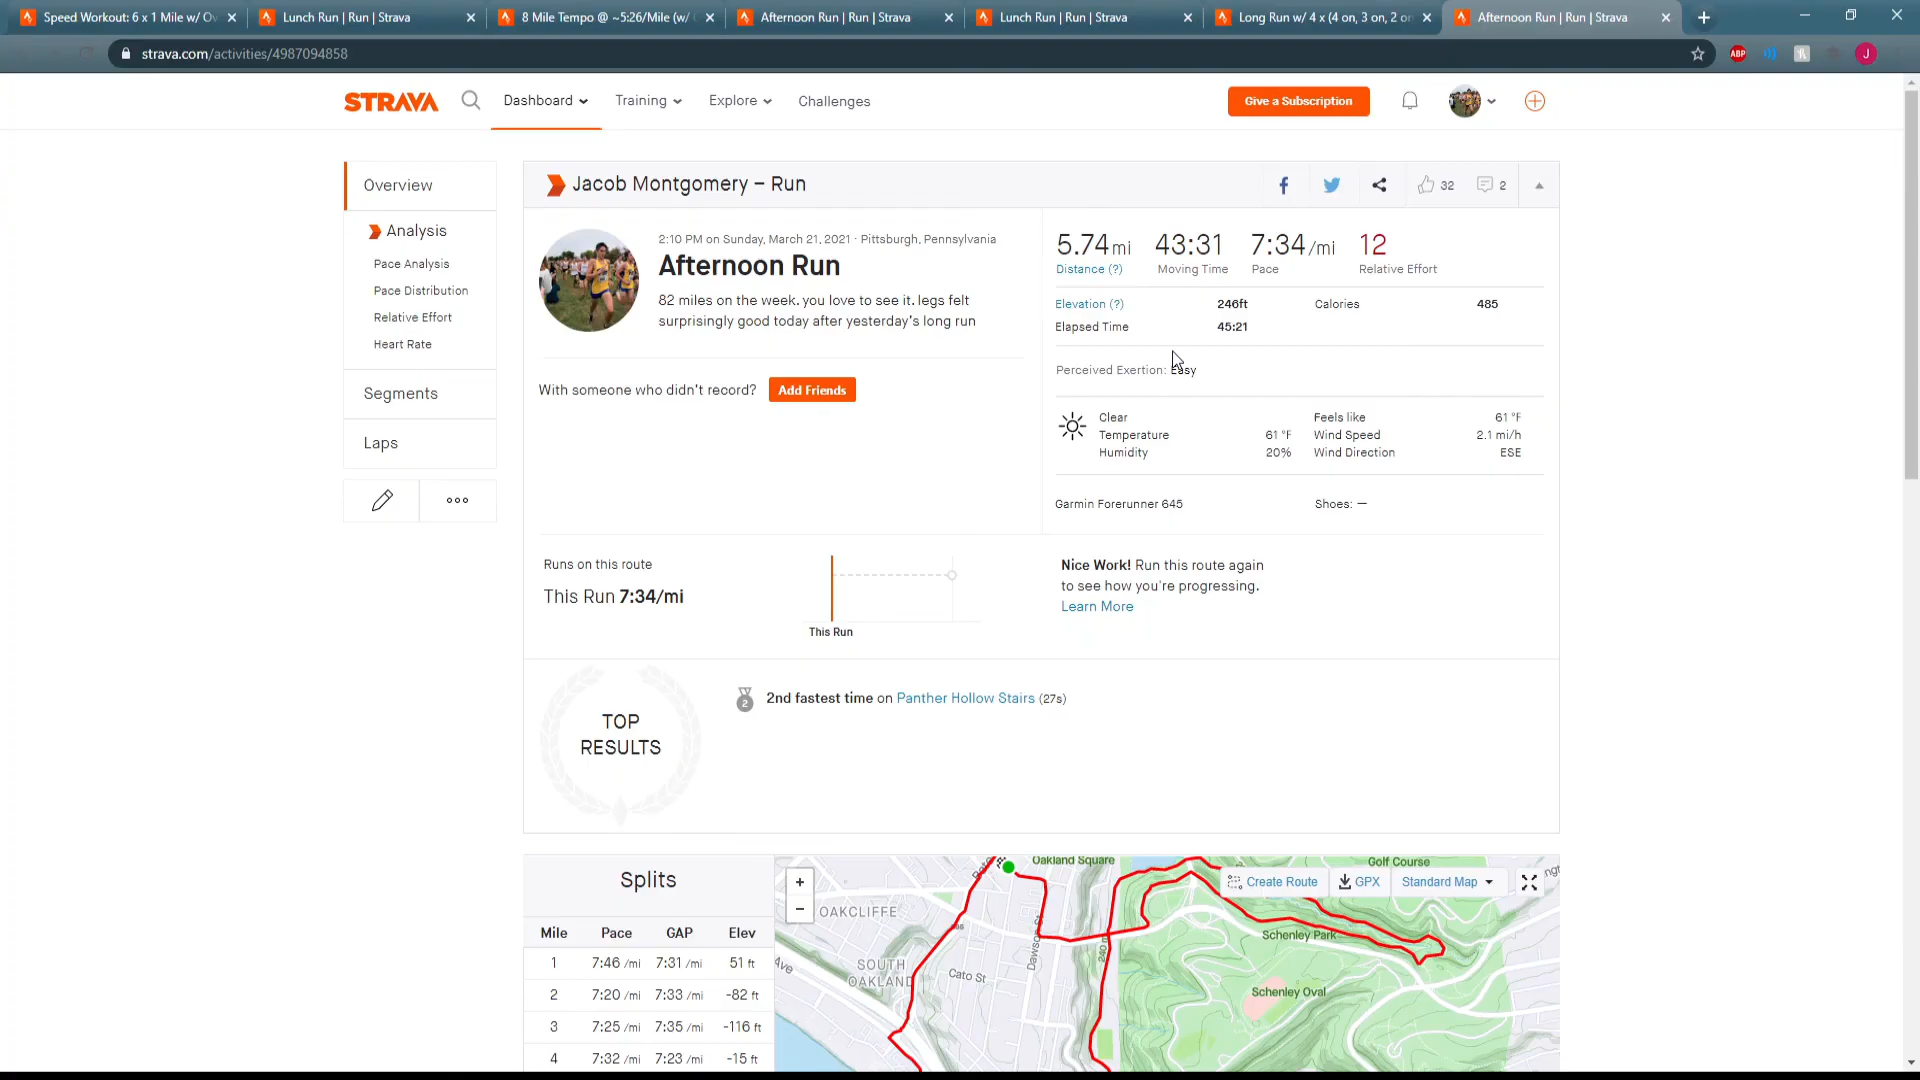 Speed Workout: 6 x 1 Mile w/ Ov
Lunch Run | Run | Strava
8 Mile Tempo @ ~5:26/Mile (w/
Afternoon Run | Run | Strava
Lunch Run | Run | Strava
Long Run w/ 4 x (4 on, 3 on, 2 on
Afternoon Run | Run | Strava
strava.com/activities/4987094858
ABP
J
STRAVA
Dashboard
Training
Explore
Challenges
Give a Subscription
Overview
Analysis
Pace Analysis
Pace Distribution
Relative Effort
Heart Rate
Segments
Laps
Jacob Montgomery – Run
32
2
2:10 PM on Sunday, March 21, 2021 · Pittsburgh, Pennsylvania
Afternoon Run
82 miles on the week. you love to see it. legs felt
surprisingly good today after yesterday's long run
With someone who didn't record?
Add Friends
5.74mi 43:31 7:34/mi 12
Distance (?) Moving Time Pace Relative Effort
Elevation (?) 246ft Calories 485
Elapsed Time 45:21
Perceived Exertion: Easy
Clear Feels like 61 °F
Temperature 61 °F Wind Speed 2.1 mi/h
Humidity 20% Wind Direction ESE
Garmin Forerunner 645 Shoes: —
Runs on this route
This Run 7:34/mi
This Run
Nice Work! Run this route again
to see how you're progressing.
Learn More
TOP
RESULTS
2
2nd fastest time on Panther Hollow Stairs (27s)
Splits
Mile Pace GAP Elev
1 7:46 /mi 7:31 /mi 51 ft
2 7:20 /mi 7:33 /mi -82 ft
3 7:25 /mi 7:35 /mi -116 ft
4 7:32 /mi 7:23 /mi -15 ft
+
−
Oakland Square
Golf Course
Create Route
GPX
Standard Map
OAKCLIFFE
SOUTH
OAKLAND
Cato St
Ave
Schenley Park
Schenley Oval